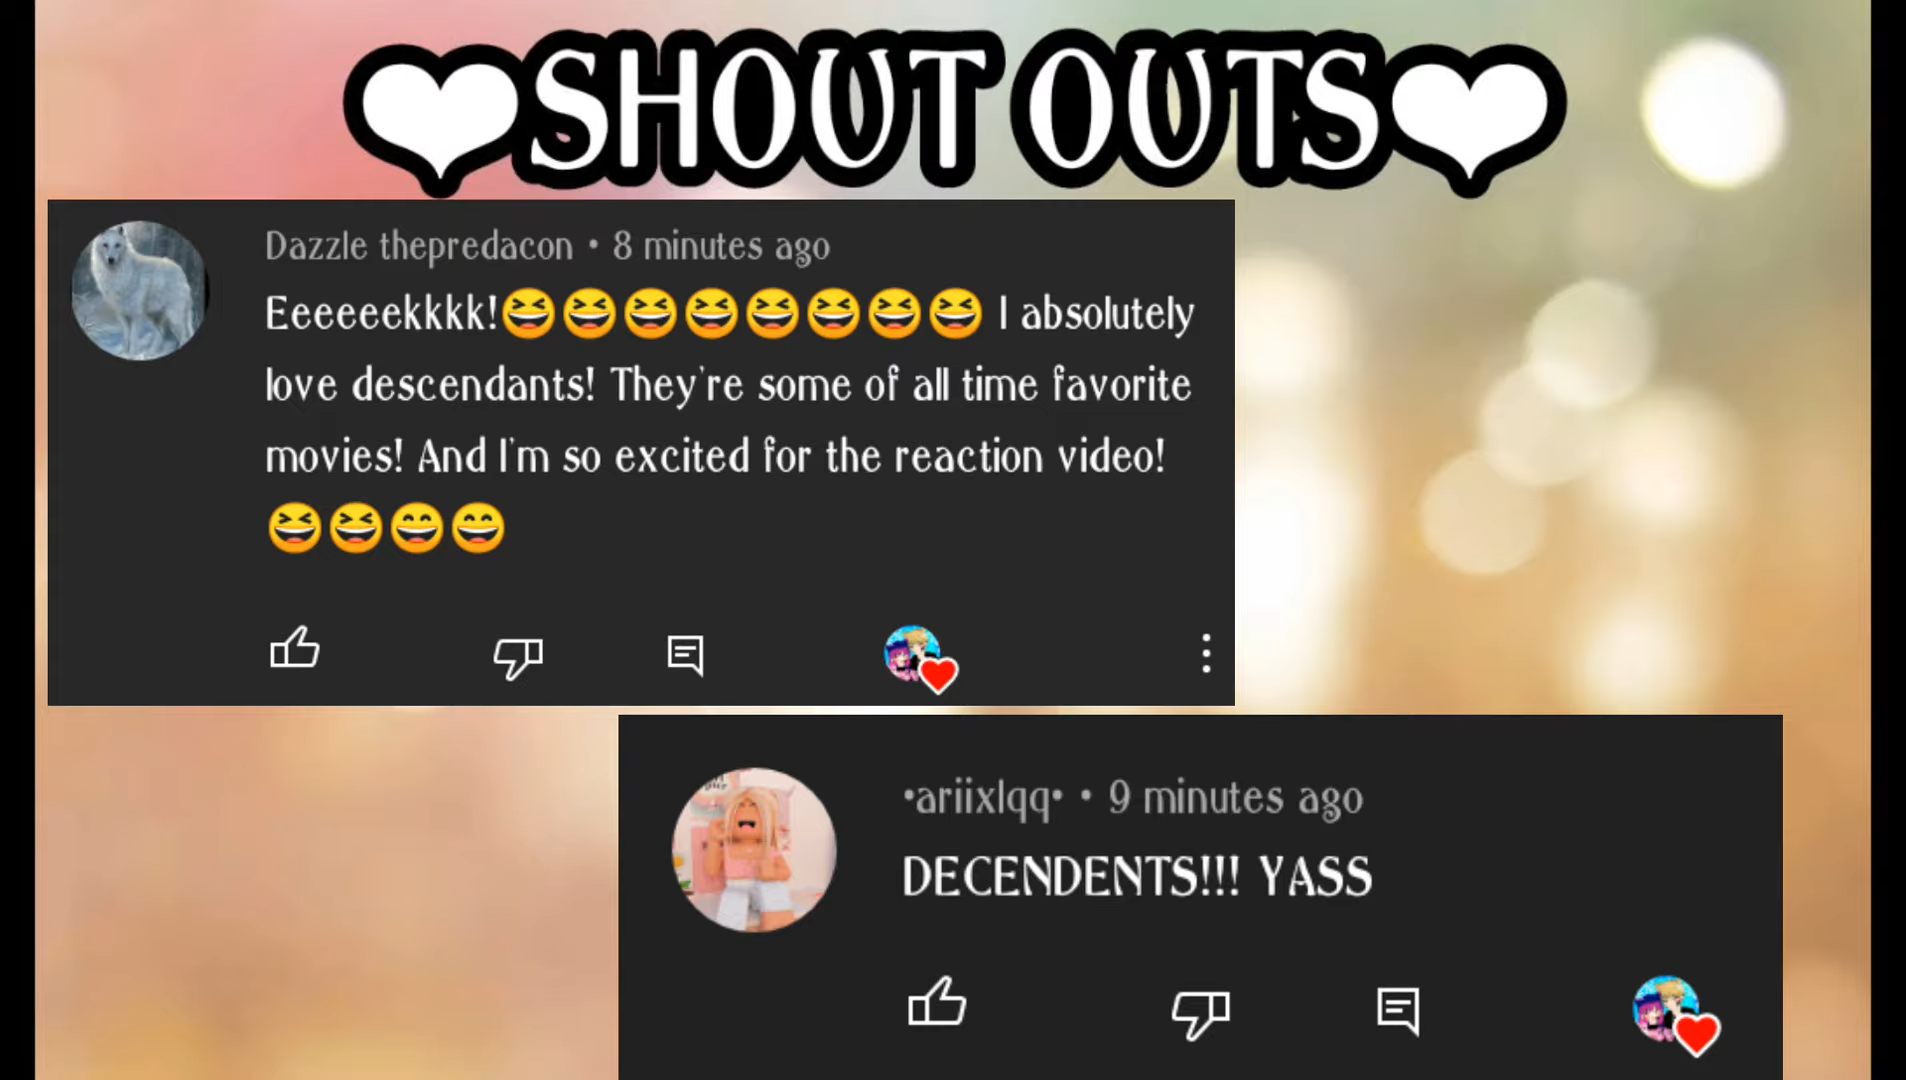 ❤SHOUT OUTS❤
Dazzle thepredacon • 8 minutes ago
Eeeeeekkkk!😆😆😆😆😆😆😆😆 I absolutely
love descendants! They're some of all time favorite
movies! And I'm so excited for the reaction video!
😆😆😄😄
•ariixlqq• • 9 minutes ago
DECENDENTS!!! YASS